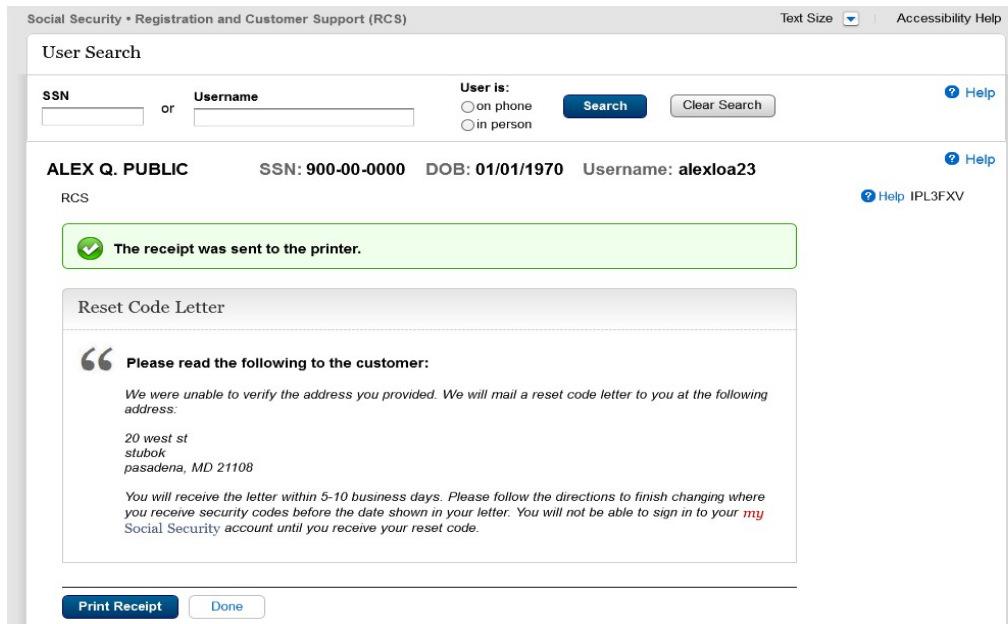 Social Security • Registration and Customer Support (RCS)
Text Size
Accessibility Help
User Search
SSN
or
Username
User is:
on phone
in person
Search
Clear Search
Help
ALEX Q. PUBLIC SSN: 900-00-0000 DOB: 01/01/1970 Username: alexloa23
Help
RCS
Help IPL3FXV
The receipt was sent to the printer.
Reset Code Letter
“ Please read the following to the customer:
We were unable to verify the address you provided. We will mail a reset code letter to you at the following
address:
20 west st
stubok
pasadena, MD 21108
You will receive the letter within 5-10 business days. Please follow the directions to finish changing where
you receive security codes before the date shown in your letter. You will not be able to sign in to your my
Social Security account until you receive your reset code.
Print Receipt
Done